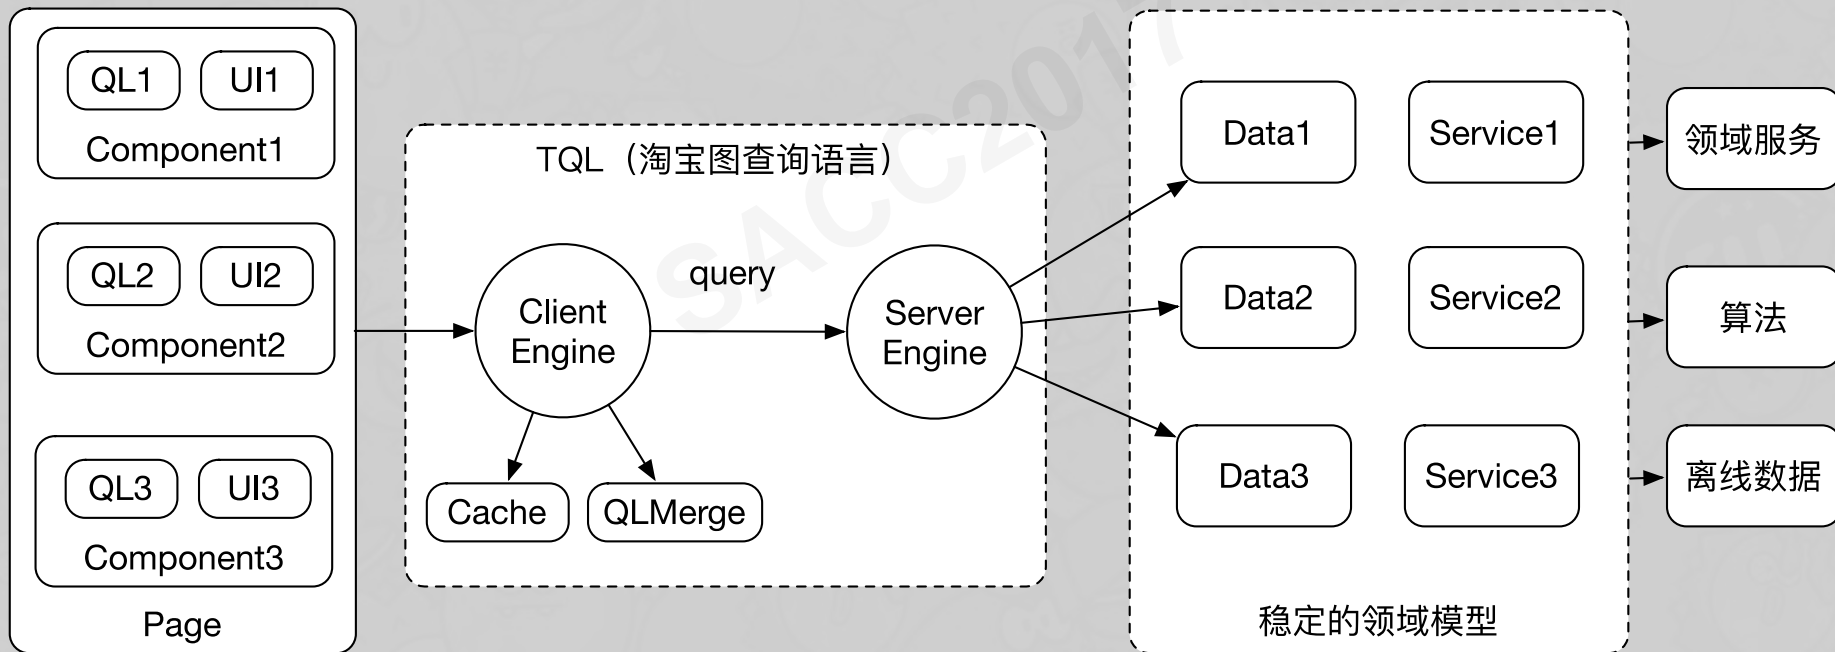 QL1 UI1
Component1
QL2 UI2
Component2
QL3 UI3
Component3
Page
TQL（淘宝图查询语言）
Client
Engine
query
Server
Engine
Cache
QLMerge
Data1
Service1
Data2
Service2
Data3
Service3
稳定的领域模型
领域服务
算法
离线数据
SACC2017